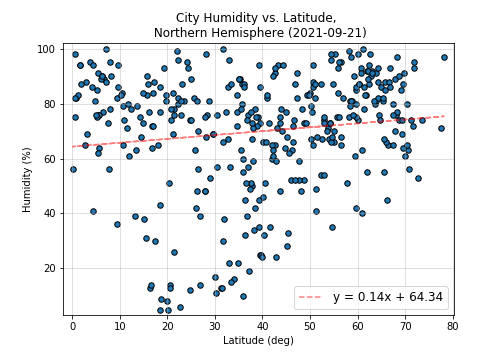 City Humidity vs. Latitude,
Northern Hemisphere (2021-09-21)
100
80
60
40
20
Humidity (%)
y = 0.14x + 64.34
0 10 20 30 40 50 60 70 80
Latitude (deg)